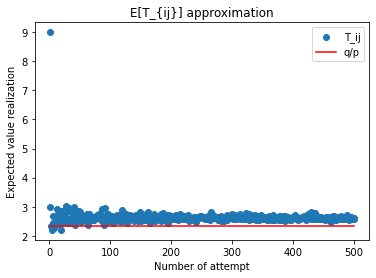 E[T_{ij}] approximation
9
8
7
6
5
4
3
2
Expected value realization
T_ij
q/p
0
100
200
300
400
500
Number of attempt